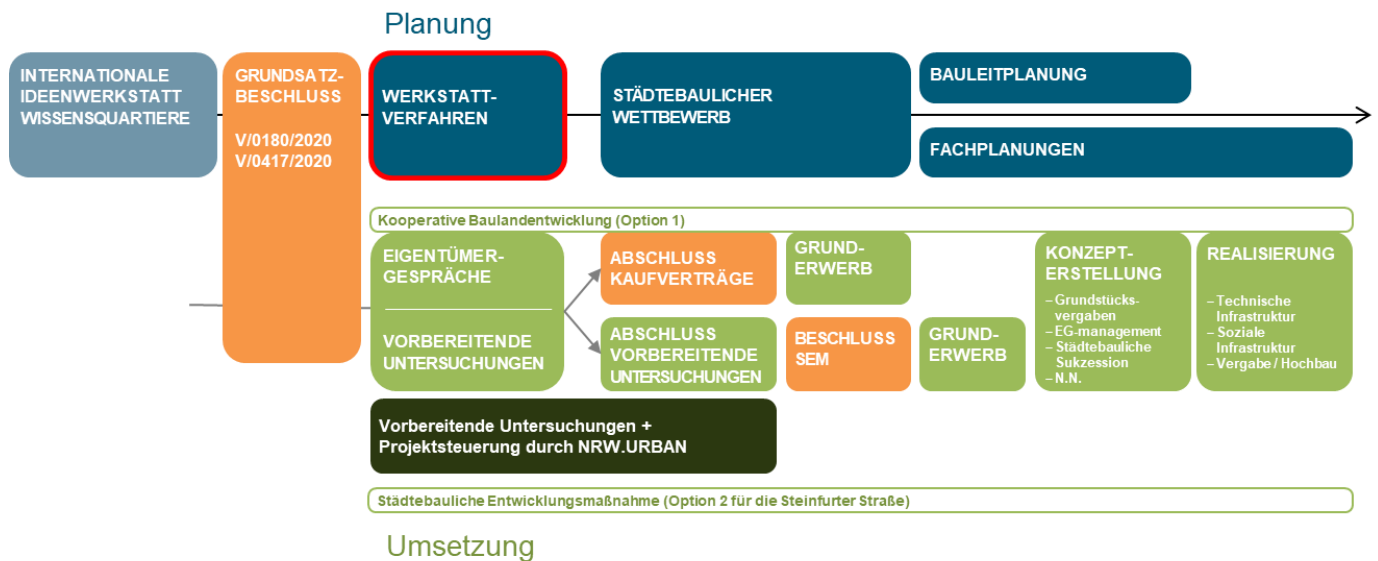 Planung
INTERNATIONALE
IDEENWERKSTATT
WISSENSQUARTIERE
GRUNDSATZ-
BESCHLUSS
V/0180/2020
V/0417/2020
WERKSTATT-
VERFAHREN
STÄDTEBAULICHER
WETTBEWERB
BAULEITPLANUNG
FACHPLANUNGEN
Kooperative Baulandentwicklung (Option 1)
EIGENTÜMER-
GESPRÄCHE
VORBEREITENDE
UNTERSUCHUNGEN
ABSCHLUSS
KAUFVERTRÄGE
GRUND-
ERWERB
ABSCHLUSS
VORBEREITENDE
UNTERSUCHUNGEN
BESCHLUSS
SEM
GRUND-
ERWERB
KONZEPT-
ERSTELLUNG
– Grundstücks-
vergaben
– EG-management
– Städtebauliche
Sukzession
– N.N.
REALISIERUNG
– Technische
Infrastruktur
– Soziale
Infrastruktur
– Vergabe / Hochbau
Vorbereitende Untersuchungen +
Projektsteuerung durch NRW.URBAN
Städtebauliche Entwicklungsmaßnahme (Option 2 für die Steinfurter Straße)
Umsetzung